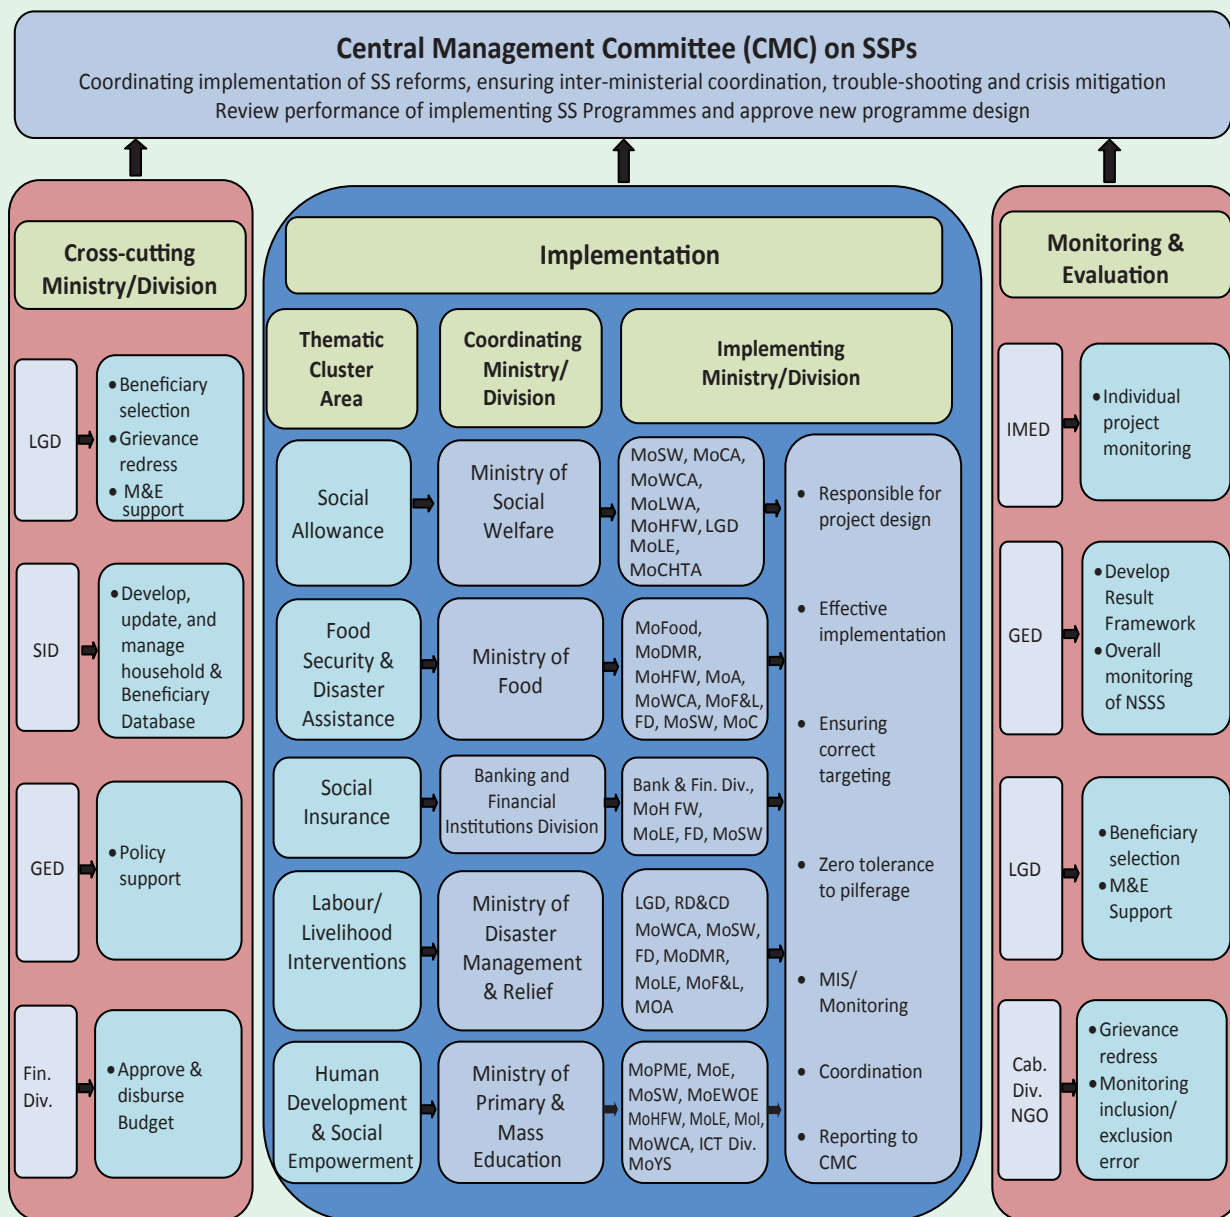 Central Management Committee (CMC) on SSPs
Coordinating implementation of SS reforms, ensuring inter-ministerial coordination, trouble-shooting and crisis mitigation
Review performance of implementing SS Programmes and approve new programme design
Cross-cutting
Ministry/Division
LGD
• Beneficiary
selection
• Grievance
redress
• M&E
support
SID
• Develop,
update, and
manage
household &
Beneficiary
Database
GED
• Policy
support
Fin.
Div.
• Approve &
disburse
Budget
Implementation
Thematic
Cluster
Area
Coordinating
Ministry/
Division
Implementing
Ministry/Division
Social
Allowance
Ministry of
Social
Welfare
MoSW, MoCA,
MoWCA,
MoLWA,
MoHFW, LGD
MoLE,
MoCHTA
Food
Security &
Disaster
Assistance
Ministry of
Food
MoFood,
MoDMR,
MoHFW, MoA,
MoWCA, MoF&L,
FD, MoSW, MoC
Social
Insurance
Banking and
Financial
Institutions Division
Bank & Fin. Div.,
MoH FW,
MoLE, FD, MoSW
Labour/
Livelihood
Interventions
Ministry of
Disaster
Management
& Relief
LGD, RD&CD
MoWCA, MoSW,
FD, MoDMR,
MoLE, MoF&L,
MOA
Human
Development
& Social
Empowerment
Ministry of
Primary &
Mass
Education
MoPME, MoE,
MoSW, MoEWOE
MoHFW, MoLE, MoI,
MoWCA, ICT Div.
MoYS
• Responsible for
project design
• Effective
implementation
• Ensuring
correct
targeting
• Zero tolerance
to pilferage
• MIS/
Monitoring
• Coordination
• Reporting to
CMC
Monitoring &
Evaluation
IMED
• Individual
project
monitoring
GED
• Develop
Result
Framework
• Overall
monitoring
of NSSS
LGD
• Beneficiary
selection
• M&E
Support
Cab.
Div.
NGO
• Grievance
redress
• Monitoring
inclusion/
exclusion
error